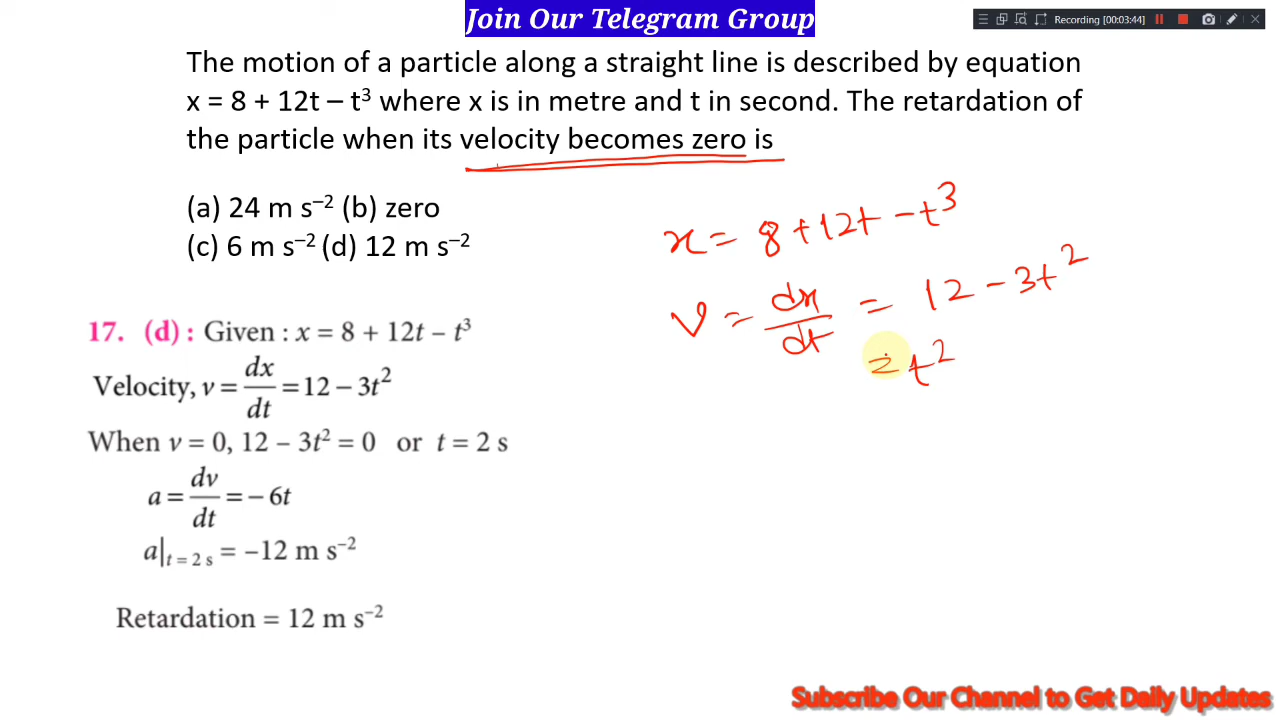 Join Our Telegram Group
Recording [00:03:44]
The motion of a particle along a straight line is described by equation
x = 8 + 12t – t³ where x is in metre and t in second. The retardation of
the particle when its velocity becomes zero is
(a) 24 m s⁻² (b) zero
(c) 6 m s⁻² (d) 12 m s⁻²
x = 8 + 12t − t³
v = dx/dt = 12 − 3t²
= t²
17. (d) : Given : x = 8 + 12t – t³
Velocity, v = dx/dt = 12 – 3t²
When v = 0, 12 – 3t² = 0 or t = 2 s
a = dv/dt = – 6t
a|ₜ ₌ ₂ ₛ = –12 m s⁻²
Retardation = 12 m s⁻²
Subscribe Our Channel to Get Daily Updates